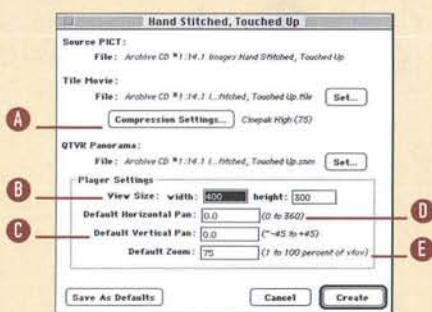 Hand Stitched, Touched Up
Sourse PICT:
File: Archive CD #1:14.1 Images Hand Stitched, Touched Up
Tile Movie:
File: Archive CD #1:14.1 I...titched, Touched Up.tile
Set...
A
Compression Settings...
Cinepak High (75)
QTVR Panorama:
File: Archive CD #1:14.1 I...titched, Touched Up.snm
Set...
Player Settings
B
View Size: width: 400 height: 300
D
Default Horizontal Pan: 0.0 (0 to 360)
C
Default Vertical Pan: 0.0 (~-45 to +45)
E
Default Zoom: 75 (1 to 100 percent of vfov)
Save As Defaults
Cancel
Create